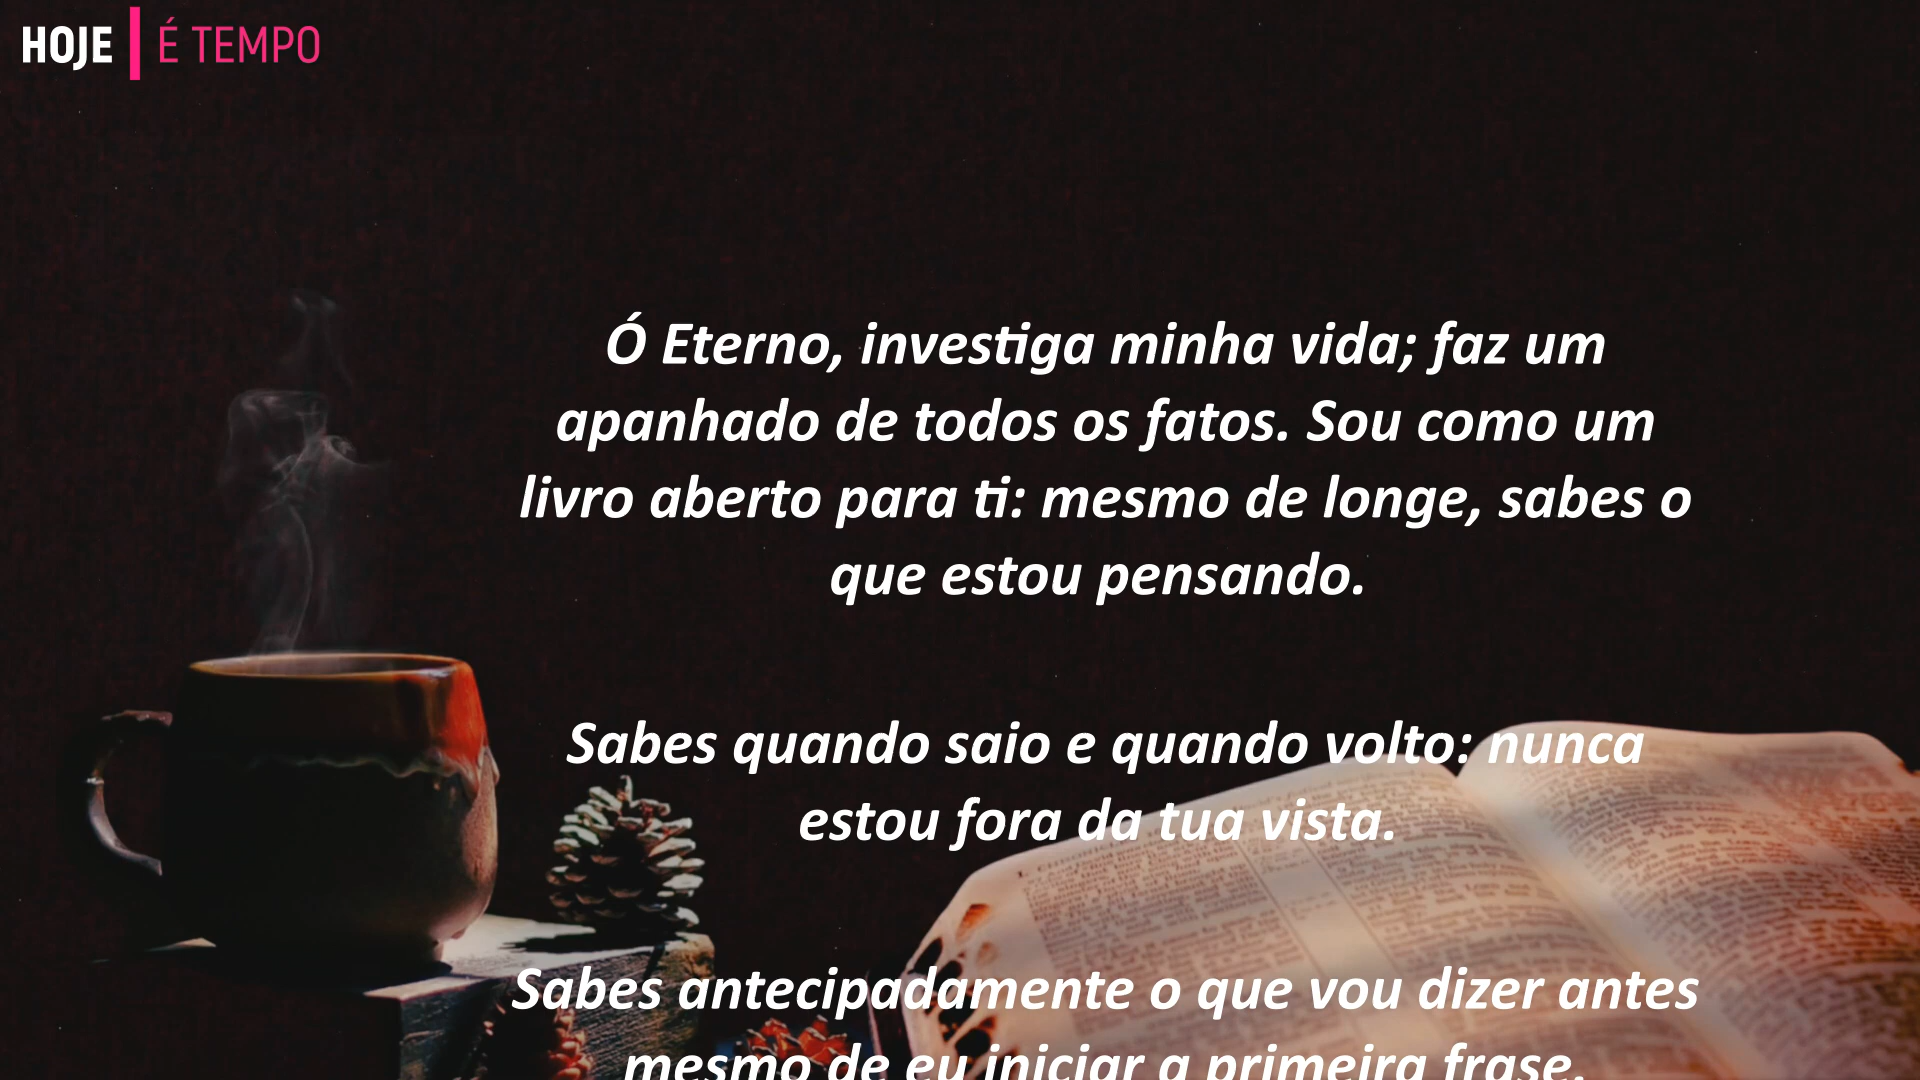 HOJE | É TEMPO
Ó Eterno, investiga minha vida; faz um
apanhado de todos os fatos. Sou como um
livro aberto para ti: mesmo de longe, sabes o
que estou pensando.
Sabes quando saio e quando volto: nunca
estou fora da tua vista.
Sabes antecipadamente o que vou dizer antes
mesmo de eu iniciar a primeira frase.